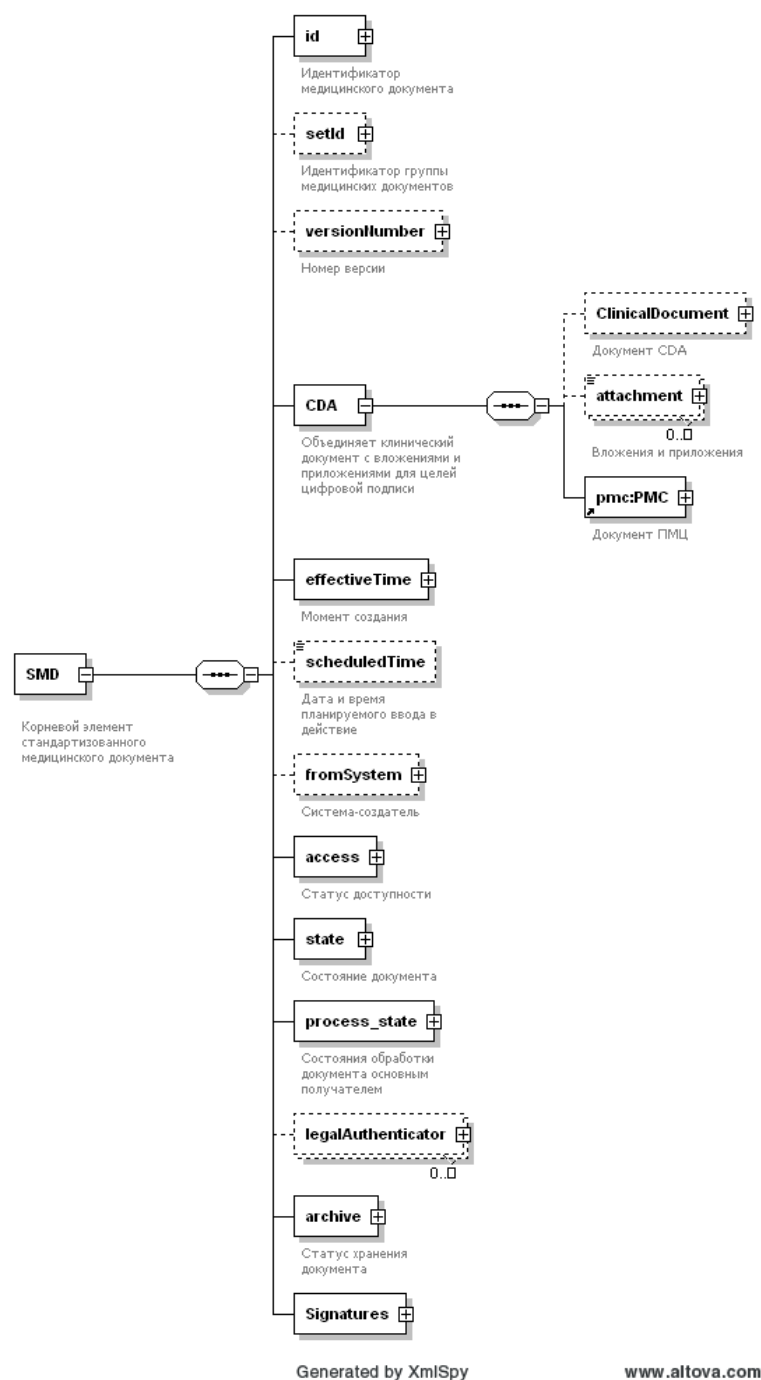 id
Идентификатор
медицинского документа
setId
Идентификатор группы
медицинских документов
versionNumber
Номер версии
CDA
Объединяет клинический
документ с вложениями и
приложениями для целей
цифровой подписи
ClinicalDocument
Документ CDA
attachment
0..
Вложения и приложения
pmc:PMC
Документ ПМЦ
effectiveTime
Момент создания
SMD
Корневой элемент
стандартизованного
медицинского документа
scheduledTime
Дата и время
планируемого ввода в
действие
fromSystem
Система-создатель
access
Статус доступности
state
Состояние документа
process_state
Состояния обработки
документа основным
получателем
legalAuthenticator
0..
archive
Статус хранения
документа
Signatures
Generated by XmlSpy
www.altova.com